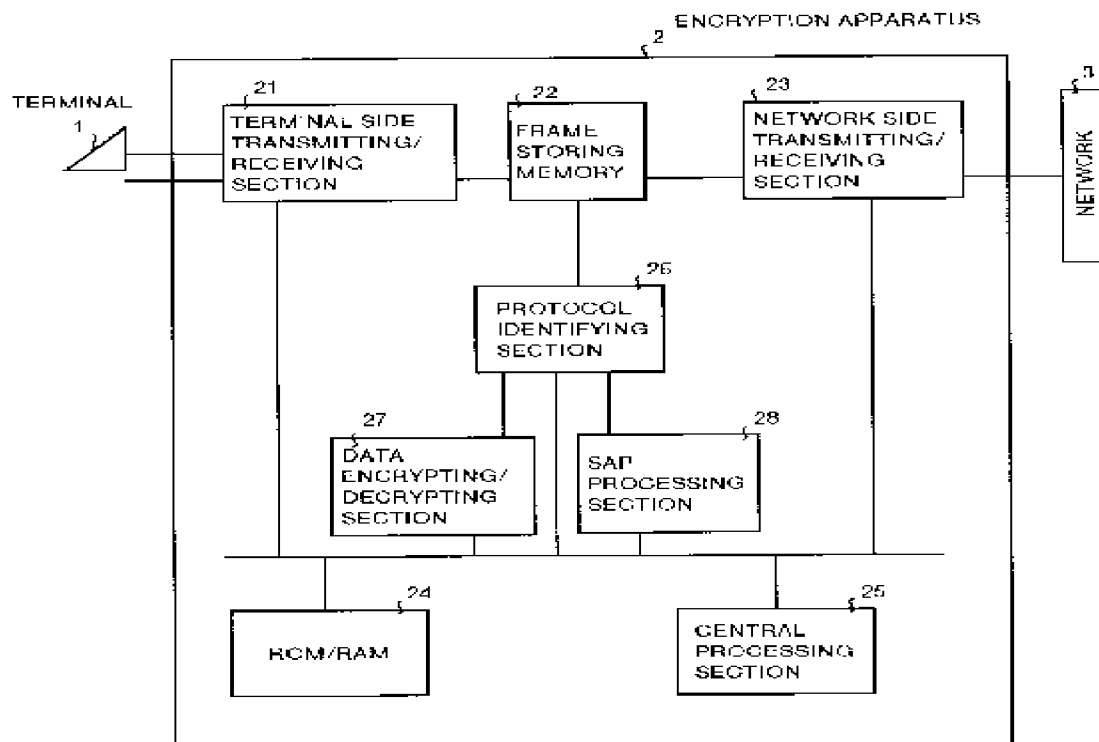 ENCRYPTION APPARATUS
2
TERMINAL
1
21
TERMINAL SIDE
TRANSMITTING/
RECEIVING
SECTION
22
FRAME
STORING
MEMORY
23
NETWORK SIDE
TRANSMITTING/
RECEIVING
SECTION
NETWORK
26
PROTOCOL
IDENTIFYING
SECTION
27
DATA
ENCRYPTING/
DECRYPTING
SECTION
28
SAP
PROCESSING
SECTION
24
ROM/RAM
25
CENTRAL
PROCESSING
SECTION